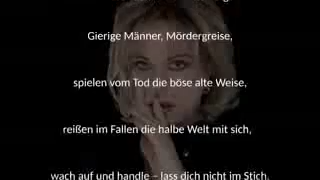 Gierige Männer, Mördergreise,
spielen vom Tod die böse alte Weise,
reißen im Fallen die halbe Welt mit sich,
wach auf und handle – lass dich nicht im Stich.